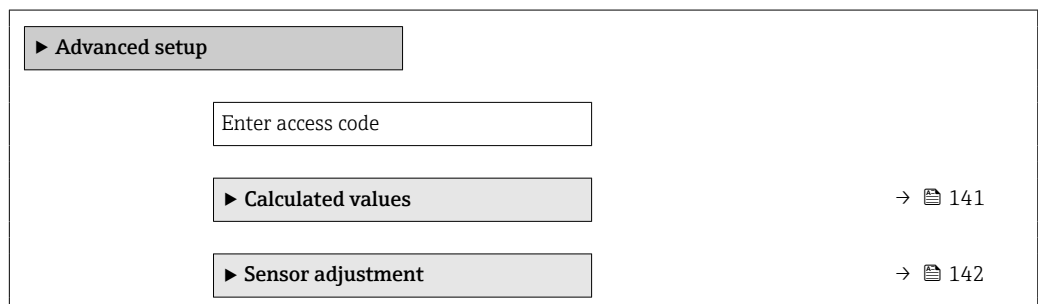 ▶ Advanced setup
Enter access code
▶ Calculated values → 141
▶ Sensor adjustment → 142